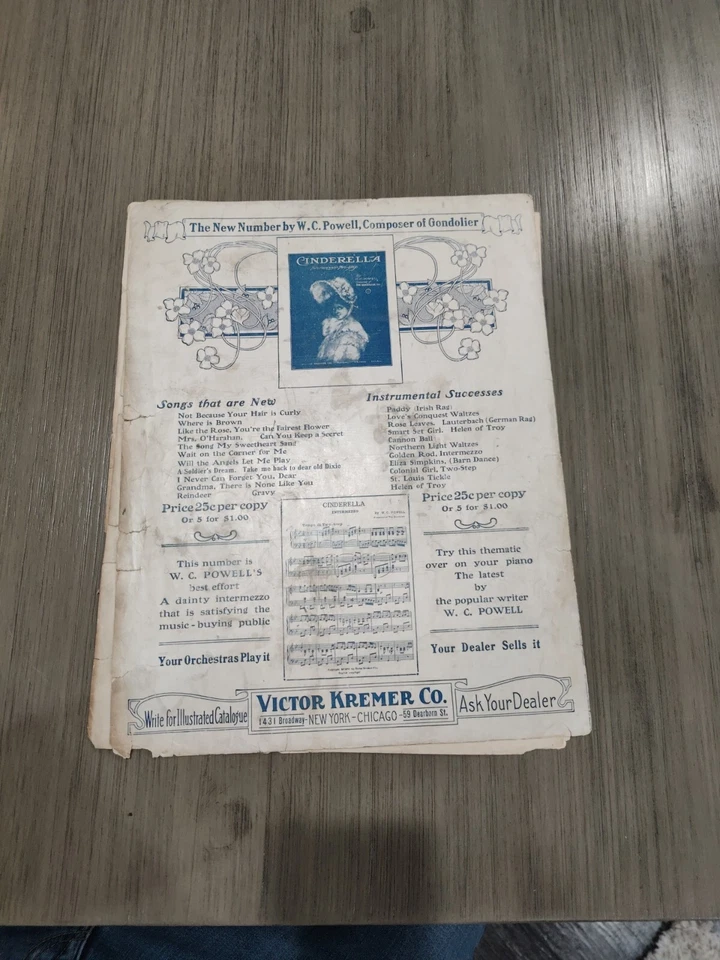 The New Number by W. C. Powell, Composer of Gondolier
CINDERELLA
Songs that are New
Not Because Your Hair is Curly
Where is Brown
Like the Rose, You're the Fairest Flower
Mrs. O'Harahan. Can You Keep a Secret
The Song My Sweetheart Sang
Wait on the Corner for Me
Will the Angels Let Me Play
A Soldier's Dream. Take me back to dear old Dixie
I Never Can Forget You, Dear
Grandma, There is None Like You
Reindeer Gravy
Price 25c per copy
Or 5 for $1.00
Instrumental Successes
Paddy (Irish Rag)
Love's Conquest Waltzes
Rose Leaves. Lauterbach (German Rag)
Smart Set Girl. Helen of Troy
Cannon Ball
Northern Light Waltzes
Golden Rod, Intermezzo
Eliza Simpkins, (Barn Dance)
Colonial Girl, Two-Step
St. Louis Tickle
Helen of Troy
Price 25c per copy
Or 5 for $1.00
CINDERELLA
INTERMEZZO
By W. C. POWELL
This number is
W. C. POWELL'S
best effort
A dainty intermezzo
that is satisfying the
music-buying public
Your Orchestras Play it
Try this thematic
over on your piano
The latest
by
the popular writer
W. C. POWELL
Your Dealer Sells it
Write for Illustrated Catalogue
VICTOR KREMER CO.
1431 Broadway-NEW YORK-CHICAGO-59 Dearborn St.
Ask Your Dealer